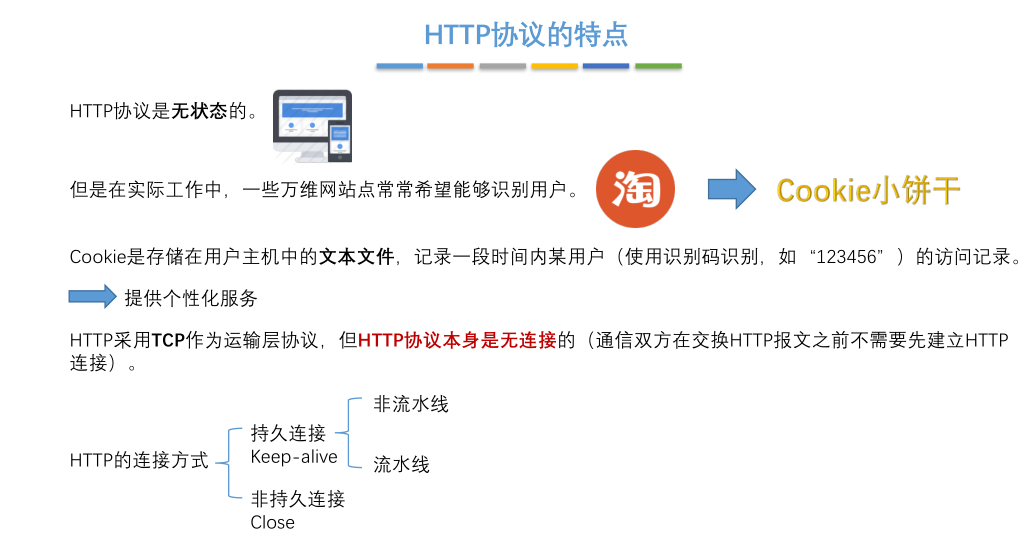 HTTP协议的特点
HTTP协议是无状态的。
但是在实际工作中，一些万维网站点常常希望能够识别用户。
淘
Cookie小饼干
Cookie是存储在用户主机中的文本文件，记录一段时间内某用户（使用识别码识别，如“123456”）的访问记录。
提供个性化服务
HTTP采用TCP作为运输层协议，但HTTP协议本身是无连接的（通信双方在交换HTTP报文之前不需要先建立HTTP
连接）。
HTTP的连接方式
持久连接
Keep-alive
非流水线
流水线
非持久连接
Close